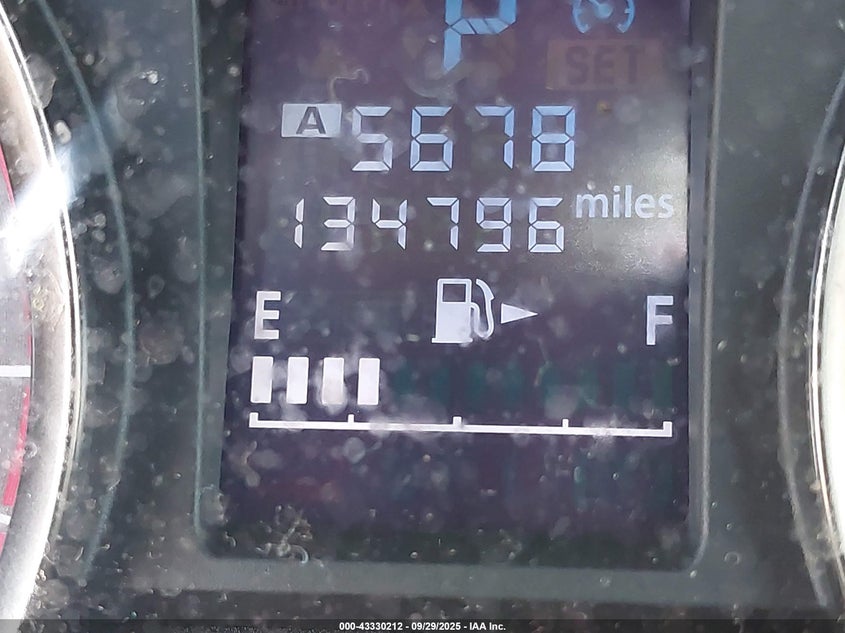 P
SET
A 5678
134796 miles
E F
000-43330212 - 09/29/2025 - IAA Inc.